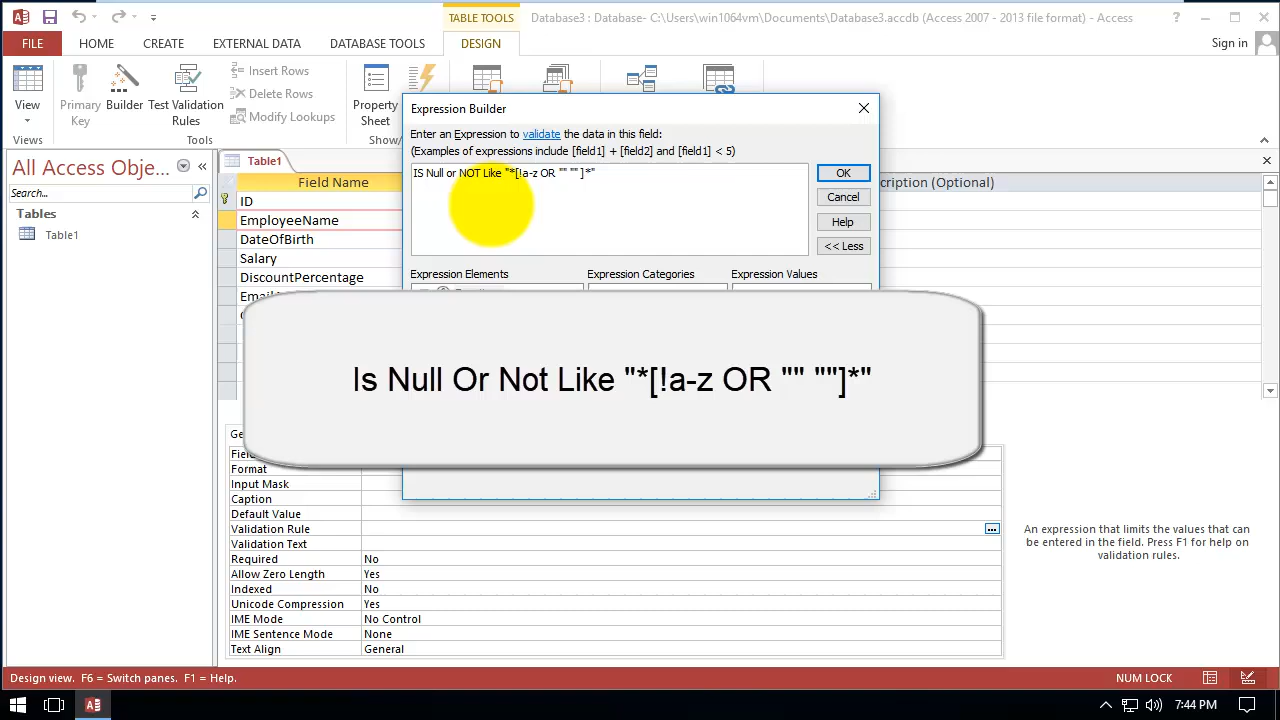 TABLE TOOLS
Database3 : Database- C:\Users\win1064vm\Documents\Database3.accdb (Access 2007 - 2013 file format) - Access
?
FILE HOME CREATE EXTERNAL DATA DATABASE TOOLS DESIGN
Sign in
View
Primary Key
Builder
Test Validation Rules
Insert Rows
Delete Rows
Modify Lookups
Property Sheet
Views
Tools
Show/
Expression Builder
Enter an Expression to validate the data in this field:
(Examples of expressions include [field1] + [field2] and [field1] < 5)
IS Null or NOT Like "*[!a-z OR "" "" ]*"
OK
Cancel
Help
<< Less
Expression Elements
Expression Categories
Expression Values
All Access Obje...
Search...
Tables
Table1
Table1
Field Name
cription (Optional)
ID
EmployeeName
DateOfBirth
Salary
DiscountPercentage
Is Null Or Not Like "*[!a-z OR "" ""]*"
Format
Input Mask
Caption
Default Value
Validation Rule
Validation Text
Required No
Allow Zero Length Yes
Indexed No
Unicode Compression Yes
IME Mode No Control
IME Sentence Mode None
Text Align General
An expression that limits the values that can
be entered in the field. Press F1 for help on
validation rules.
Design view. F6 = Switch panes. F1 = Help.
NUM LOCK
7:44 PM